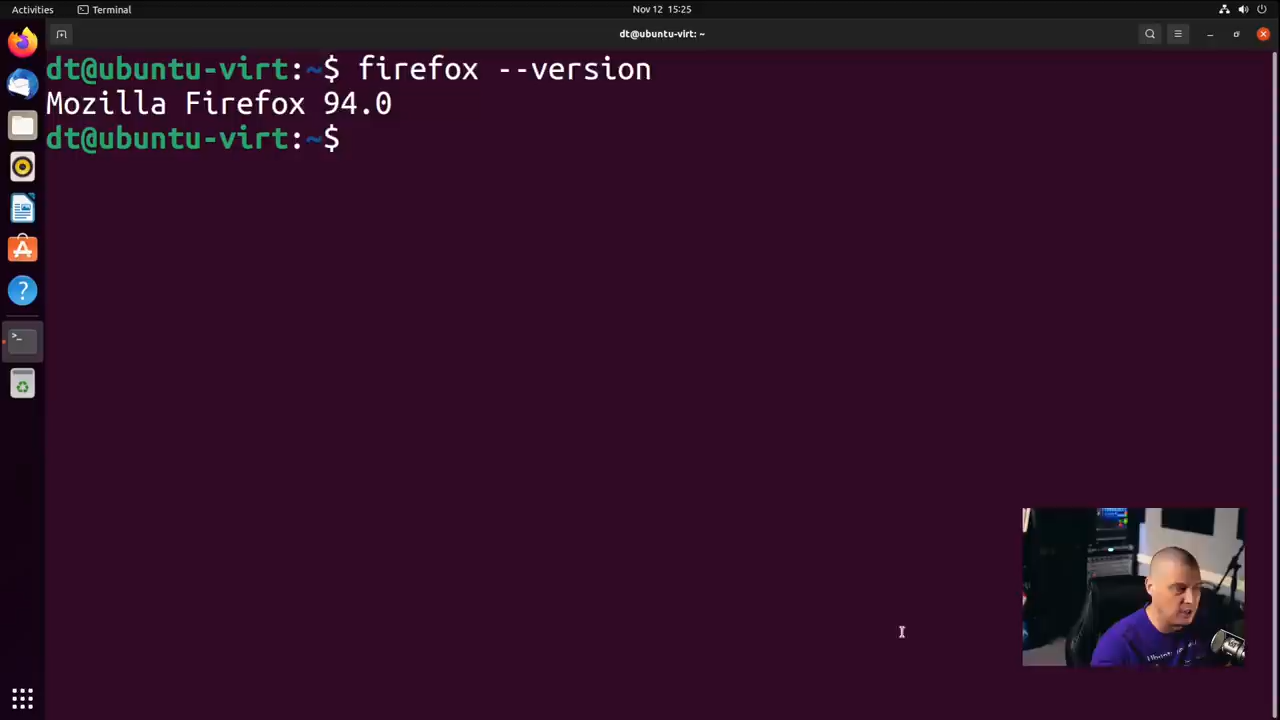 Activities
Terminal
Nov 12 15:25
dt@ubuntu-virt: ~
dt@ubuntu-virt:~$ firefox --version
Mozilla Firefox 94.0
dt@ubuntu-virt:~$